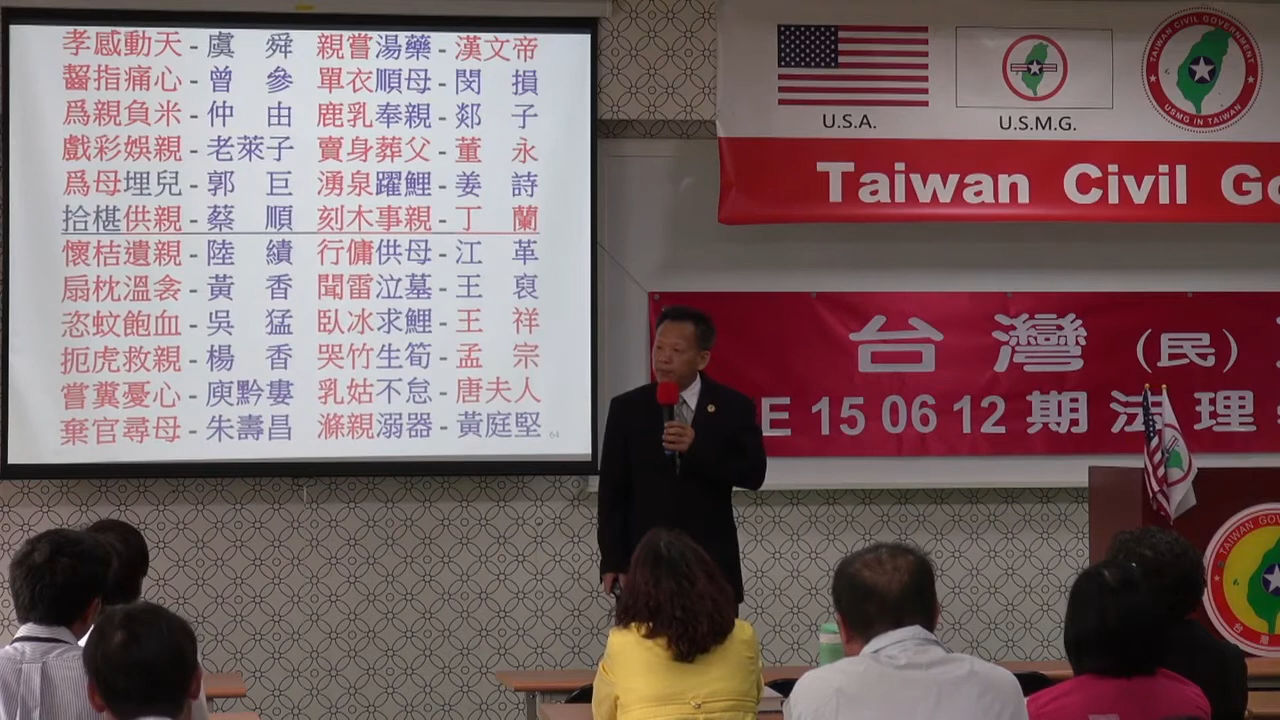 孝感動天-虞 舜 親嘗湯藥-漢文帝
齧指痛心-曾 參 單衣順母-閔 損
爲親負米-仲 由 鹿乳奉親-郯 子
戲彩娛親-老萊子 賣身葬父-董 永
爲母埋兒-郭 巨 湧泉躍鯉-姜 詩
拾椹供親-蔡 順 刻木事親-丁 蘭
懷桔遺親-陸 績 行傭供母-江 革
扇枕溫衾-黃 香 聞雷泣墓-王 裒
恣蚊飽血-吳 猛 臥冰求鯉-王 祥
扼虎救親-楊 香 哭竹生筍-孟 宗
嘗糞憂心-庾黔婁 乳姑不怠-唐夫人
棄官尋母-朱壽昌 滌親溺器-黃庭堅
64
U.S.A.
U.S.M.G.
TAIWAN CIVIL GOVERNMENT
USMG IN TAIWAN
Taiwan Civil Go
台灣(民)
E 15 06 12 期法理
TAIWAN GO